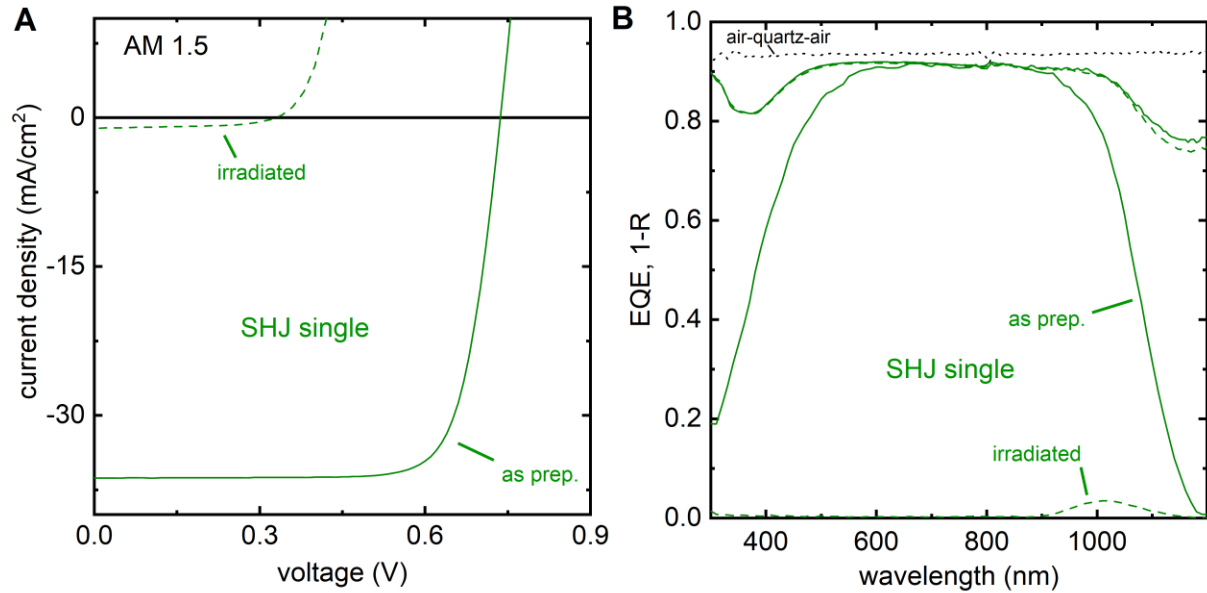 A
AM 1.5
0
-15
-30
current density (mA/cm²)
irradiated
SHJ single
as prep.
0.0 0.3 0.6 0.9
voltage (V)
B
1.0
0.8
0.6
0.4
0.2
0.0
EQE, 1-R
air-quartz-air
as prep.
SHJ single
irradiated
400 600 800 1000
wavelength (nm)